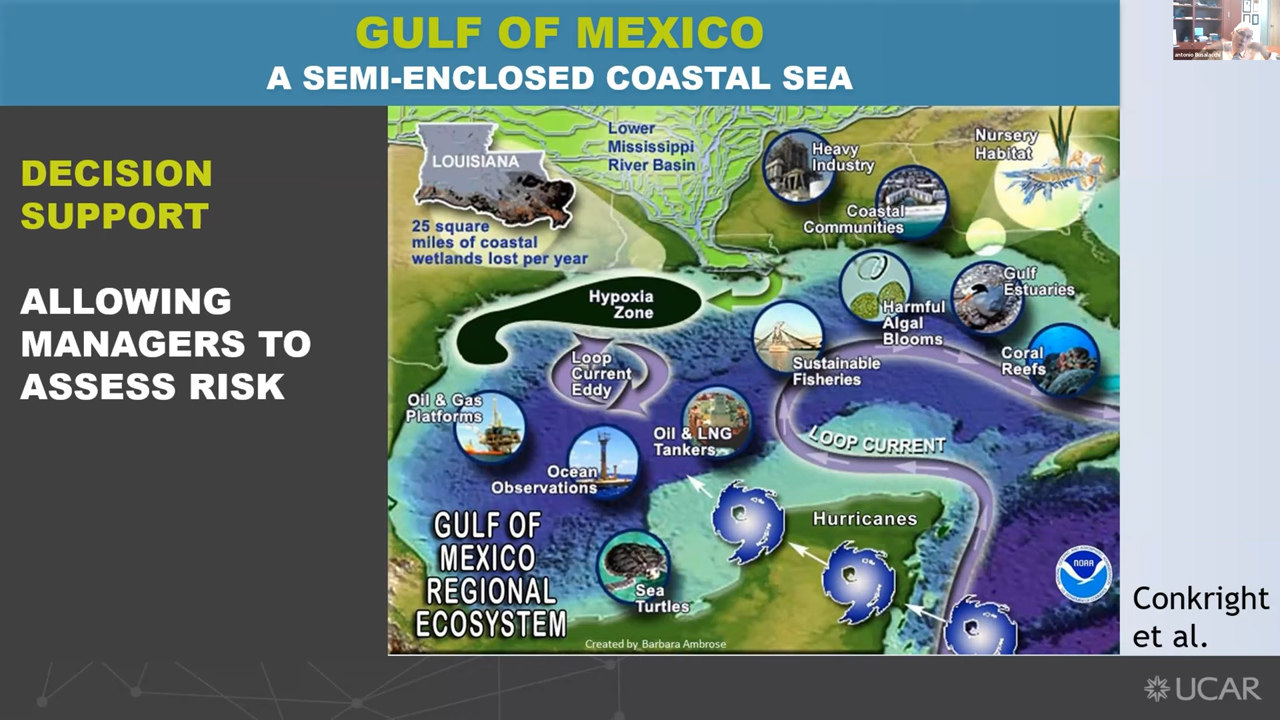 GULF OF MEXICO
A SEMI-ENCLOSED COASTAL SEA
antonio Busalacchi
DECISION
SUPPORT
ALLOWING
MANAGERS TO
ASSESS RISK
LOUISIANA
25 square
miles of coastal
wetlands lost per year
Lower
Mississippi
River Basin
Heavy
Industry
Coastal
Communities
Nursery
Habitat
Hypoxia
Zone
Harmful
Algal
Blooms
Gulf
Estuaries
Coral
Reefs
Sustainable
Fisheries
Loop
Current
Eddy
Oil & Gas
Platforms
Oil & LNG
Tankers
LOOP CURRENT
Ocean
Observations
Hurricanes
GULF OF
MEXICO
REGIONAL
ECOSYSTEM
Sea
Turtles
NOAA
Created by Barbara Ambrose
Conkright
et al.
UCAR